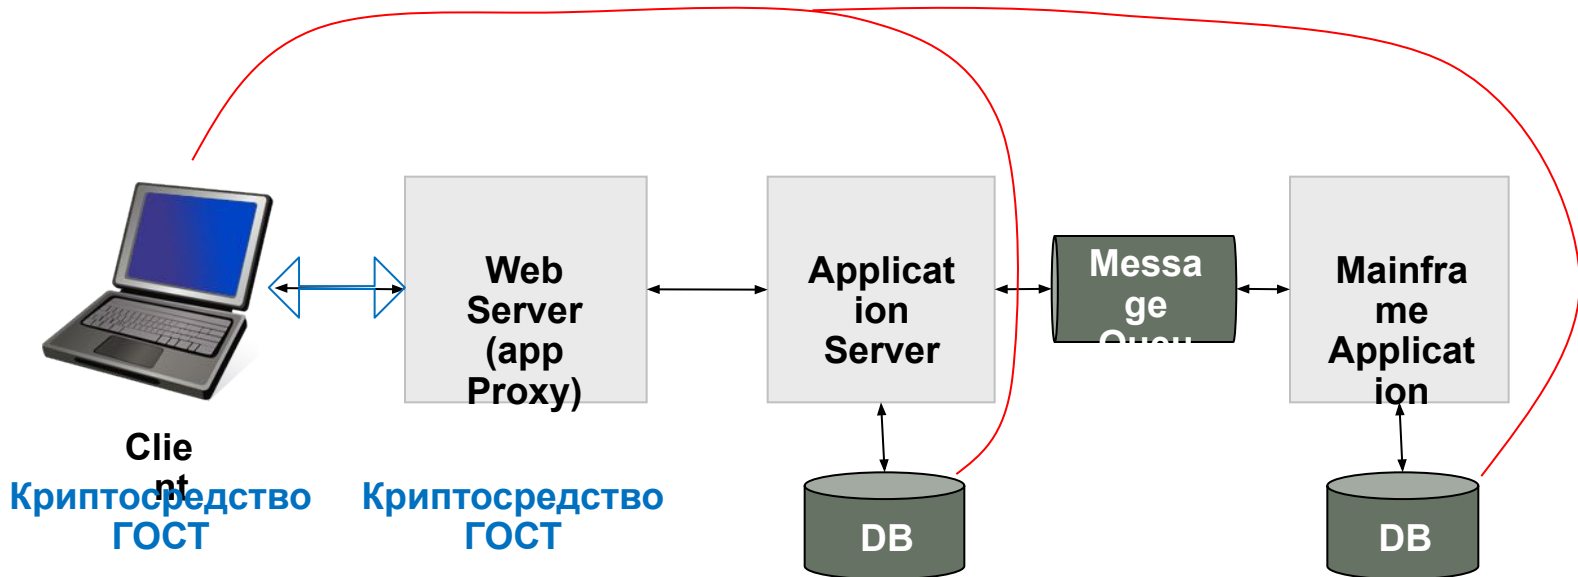 Web
Server
(app
Proxy)
Applicat
ion
Server
Messa
ge
Mainfra
me
Applicat
ion
Clie
nt
Криптосредство
ГОСТ
Криптосредство
ГОСТ
DB
DB